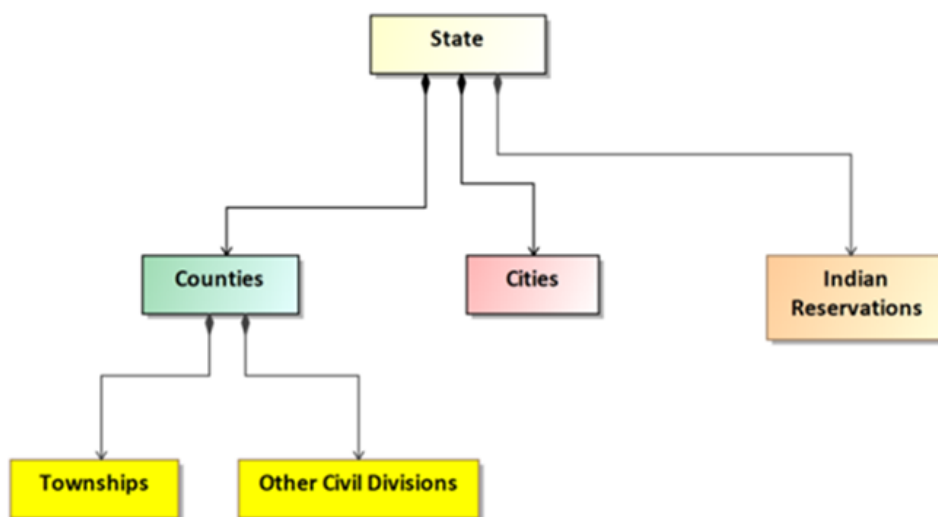 State
Counties
Cities
Indian
Reservations
Townships
Other Civil Divisions